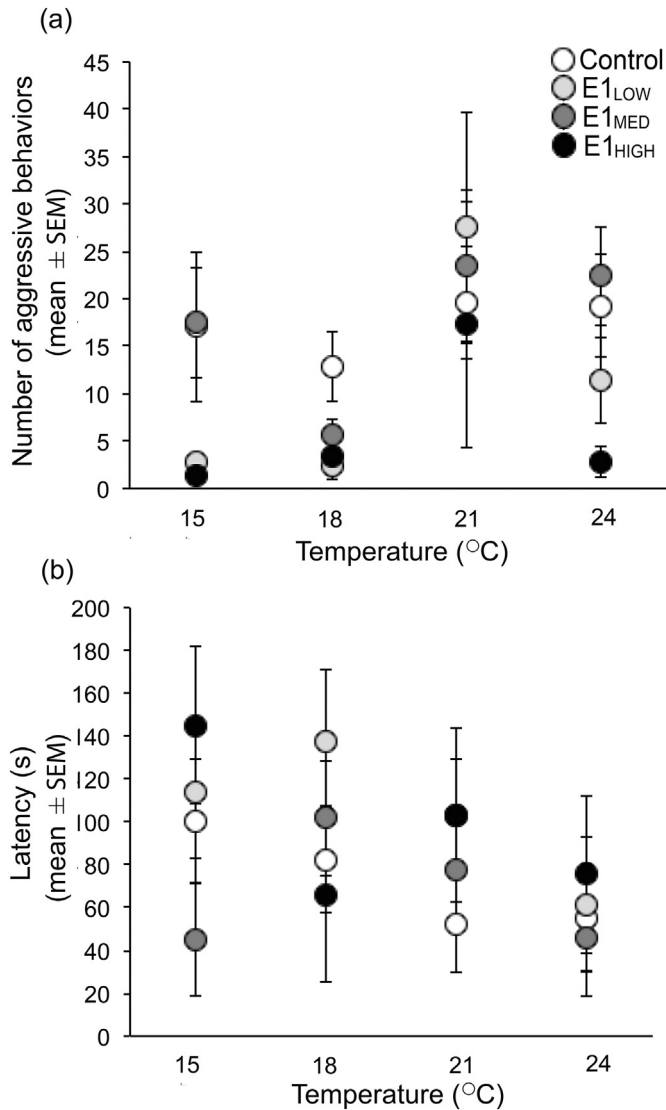 (a)
Control
E1LOW
E1MED
E1HIGH
Number of aggressive behaviors
(mean ± SEM)
45
40
35
30
25
20
15
10
5
0
15 18 21 24
Temperature (°C)
(b)
Latency (s)
(mean ± SEM)
200
180
160
140
120
100
80
60
40
20
0
15 18 21 24
Temperature (°C)